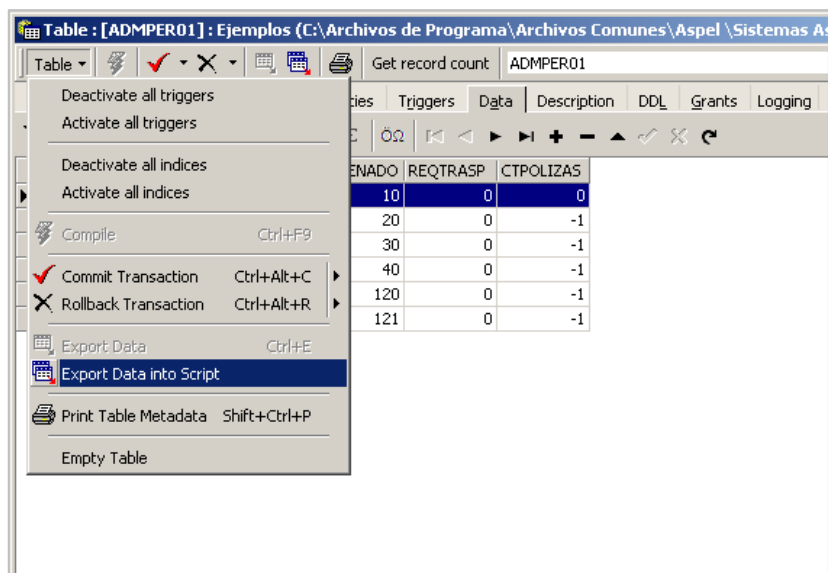 Table : [ADMPER01] : Ejemplos (C:\Archivos de Programa\Archivos Comunes\Aspel \Sistemas As
Table Get record count ADMPER01
ies Triggers Data Description DDL Grants Logging
ÖΩ
ENADO REQTRASP CTPOLIZAS
10 0 0
20 0 -1
30 0 -1
40 0 -1
120 0 -1
121 0 -1
Deactivate all triggers
Activate all triggers
Deactivate all indices
Activate all indices
Compile Ctrl+F9
Commit Transaction Ctrl+Alt+C
Rollback Transaction Ctrl+Alt+R
Export Data Ctrl+E
Export Data into Script
Print Table Metadata Shift+Ctrl+P
Empty Table